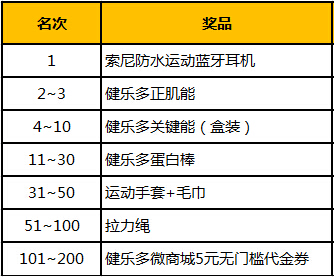 名次 奖品
1 索尼防水运动蓝牙耳机
2~3 健乐多正肌能
4~10 健乐多关键能（盒装）
11~30 健乐多蛋白棒
31~50 运动手套+毛巾
51~100 拉力绳
101~200 健乐多微商城5元无门槛代金券